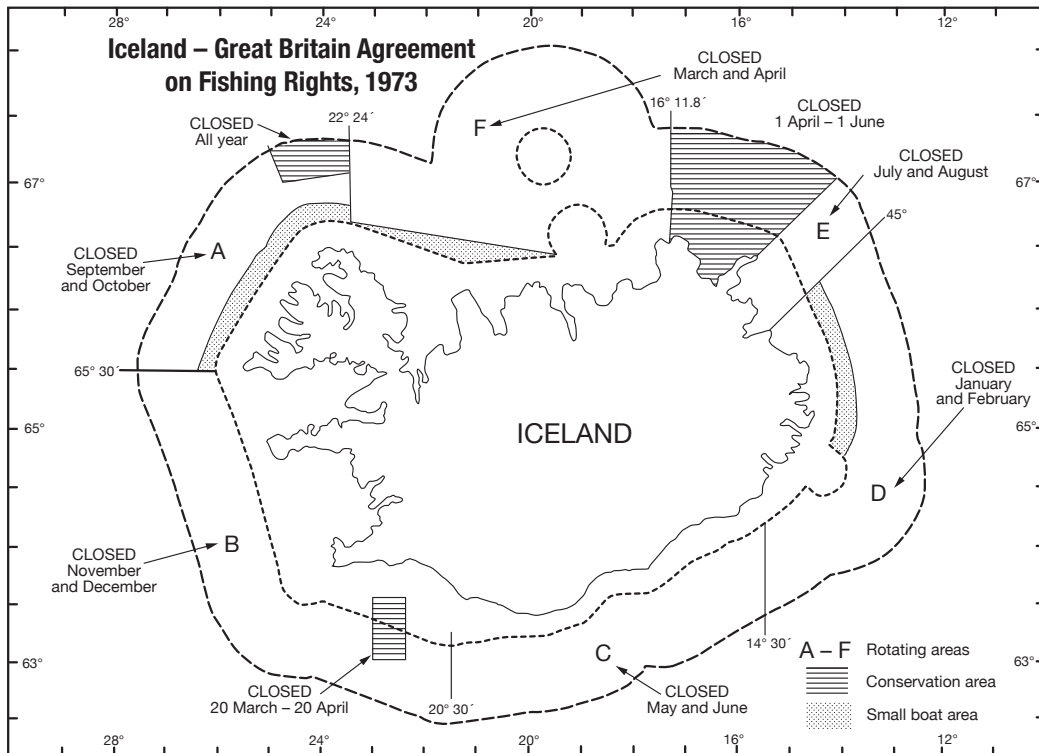 28°
24°
20°
16°
12°
Iceland – Great Britain Agreement
on Fishing Rights, 1973
CLOSED
March and April
F
16° 11.8´
CLOSED
1 April – 1 June
CLOSED
All year
22° 24´
CLOSED
July and August
67°
67°
45°
E
A
CLOSED
September
and October
65° 30´
CLOSED
January
and February
65°
65°
ICELAND
D
B
CLOSED
November
and December
C
14° 30´
A – F Rotating areas
63°
63°
Conservation area
CLOSED
20 March – 20 April
20° 30´
CLOSED
May and June
Small boat area
28°
24°
20°
16°
12°